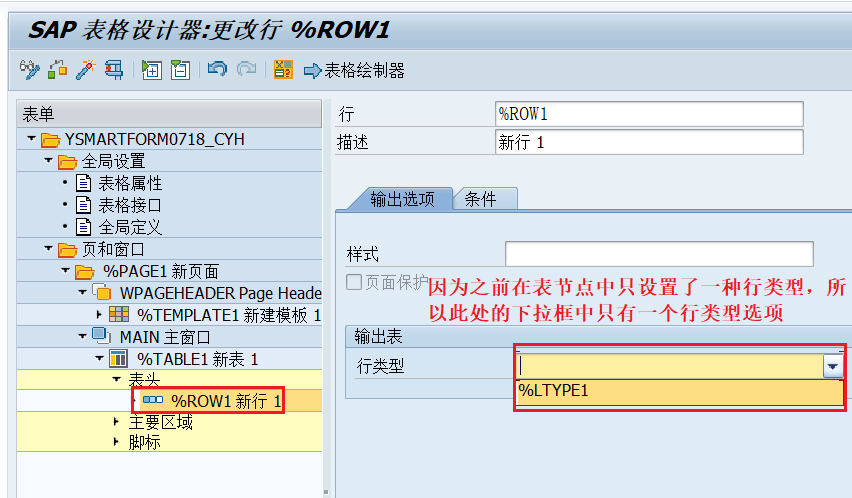 SAP 表格设计器:更改行 %ROW1
表格绘制器
表单
YSMARTFORM0718_CYH
全局设置
表格属性
表格接口
全局定义
页和窗口
%PAGE1 新页面
WPAGEHEADER Page Heade
%TEMPLATE1 新建模板 1
MAIN 主窗口
%TABLE1 新表 1
表头
%ROW1 新行 1
主要区域
脚标
行 %ROW1
描述 新行 1
输出选项 条件
样式
页面保护
因为之前在表节点中只设置了一种行类型，所
以此处的下拉框中只有一个行类型选项
输出表
行类型
%LTYPE1